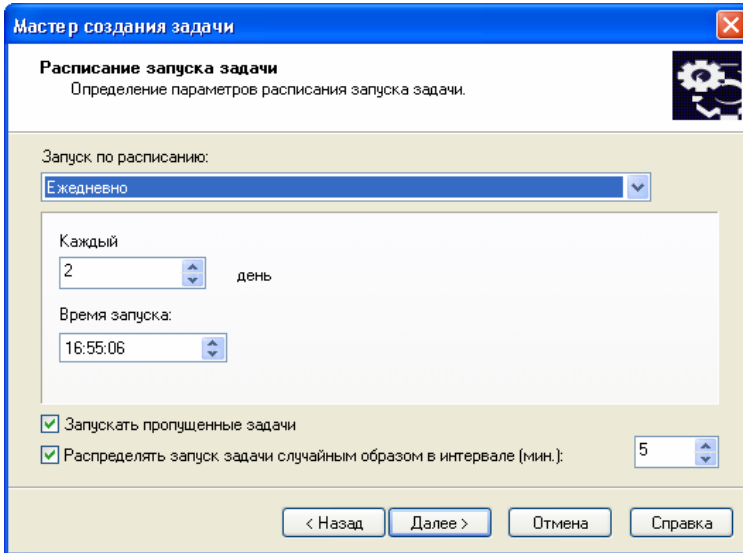 Мастер создания задачи
Расписание запуска задачи
Определение параметров расписания запуска задачи.
Запуск по расписанию:
Ежедневно
Каждый
2 день
Время запуска:
16:55:06
Запускать пропущенные задачи
Распределять запуск задачи случайным образом в интервале (мин.): 5
< Назад Далее > Отмена Справка